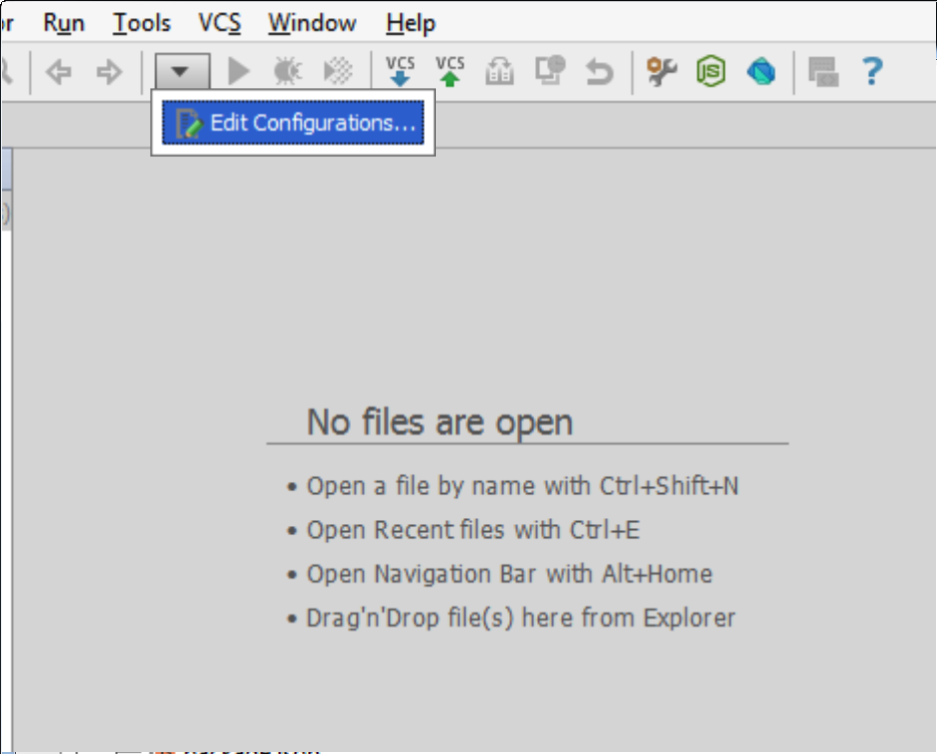 Run Tools VCS Window Help
VCS VCS JS ?
Edit Configurations...
No files are open
• Open a file by name with Ctrl+Shift+N
• Open Recent files with Ctrl+E
• Open Navigation Bar with Alt+Home
• Drag'n'Drop file(s) here from Explorer